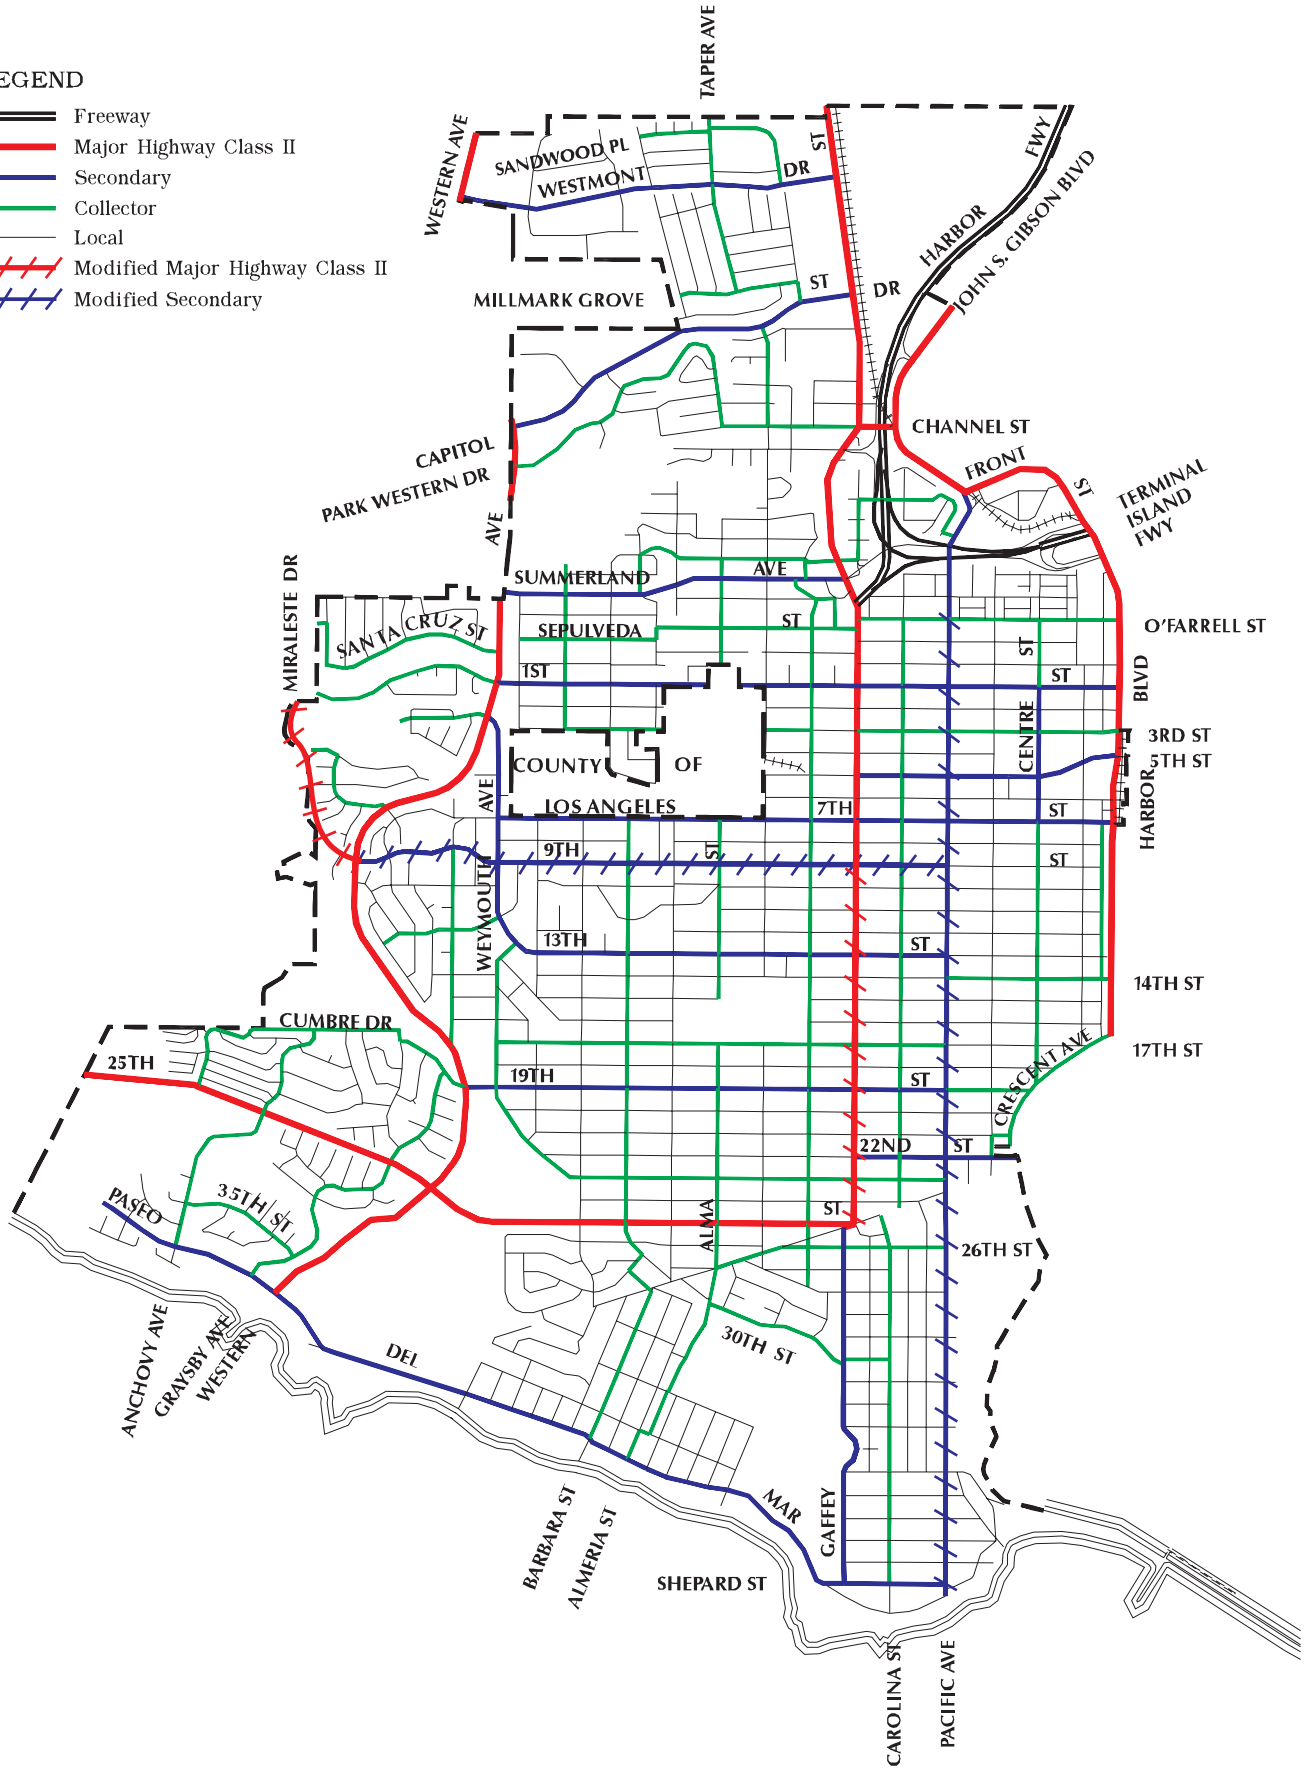 EGEND
Freeway
Major Highway Class II
Secondary
Collector
Local
Modified Major Highway Class II
Modified Secondary
TAPER AVE
WESTERN AVE
SANDWOOD PL
WESTMONT
DR
ST
FWY
HARBOR
JOHN S. GIBSON BLVD
MILLMARK GROVE
ST
DR
CHANNEL ST
CAPITOL
PARK WESTERN DR
FRONT
ST
TERMINAL
ISLAND
FWY
AVE
MIRALESTE DR
SUMMERLAND
AVE
SANTA CRUZ ST
SEPULVEDA
ST
O'FARRELL ST
ST
1ST
ST
BLVD
CENTRE
3RD ST
5TH ST
COUNTY
OF
LOS ANGELES
AVE
7TH
ST
HARBOR
9TH
ST
ST
WEYMOUTH
13TH
ST
14TH ST
CUMBRE DR
25TH
17TH ST
CRESCENT AVE
19TH
ST
22ND
ST
PASEO
35TH ST
ST
ALMA
26TH ST
ANCHOVY AVE
GRAYSBY AVE
WESTERN
DEL
30TH ST
BARBARA ST
ALMERIA ST
MAR
GAFFEY
SHEPARD ST
CAROLINA ST
PACIFIC AVE